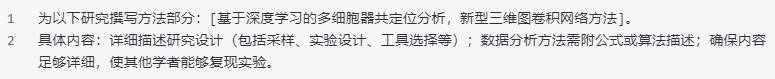 1 为以下研究撰写方法部分：[基于深度学习的多细胞器共定位分析，新型三维图卷积网络方法]。
2 具体内容：详细描述研究设计（包括采样、实验设计、工具选择等）；数据分析方法需附公式或算法描述；确保内容
足够详细，使其他学者能够复现实验。